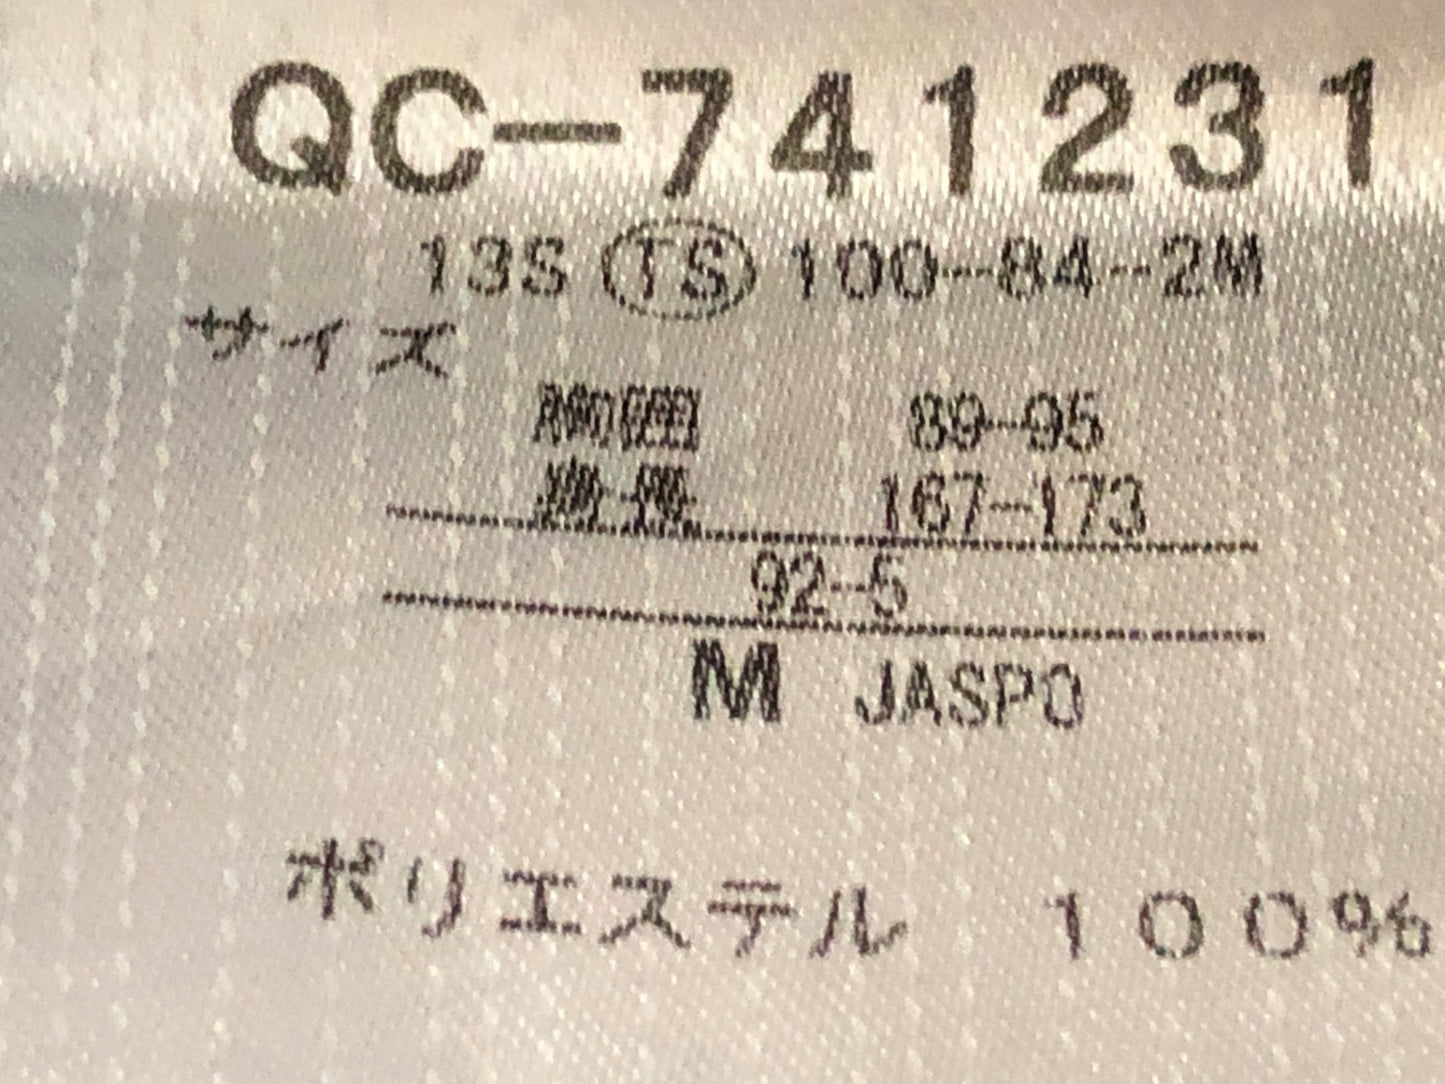 QC-741231
13S TS 100-84-2M
サイズ
胸囲 89-95
身長 167-173
92-5
M JASPO
ポリエステル 100%